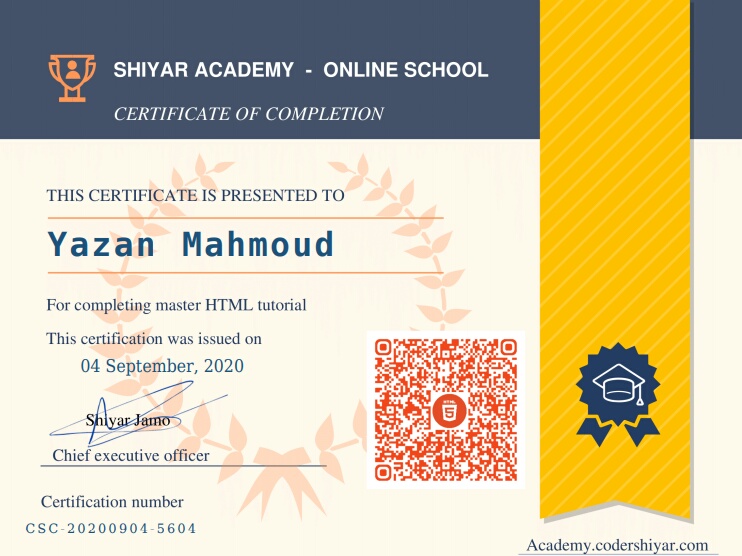 SHIYAR ACADEMY - ONLINE SCHOOL
CERTIFICATE OF COMPLETION
THIS CERTIFICATE IS PRESENTED TO
Yazan Mahmoud
For completing master HTML tutorial
This certification was issued on
04 September, 2020
Shiyar Jamo
Chief executive officer
HTML
5
Certification number
CSC-20200904-5604
Academy.codershiyar.com